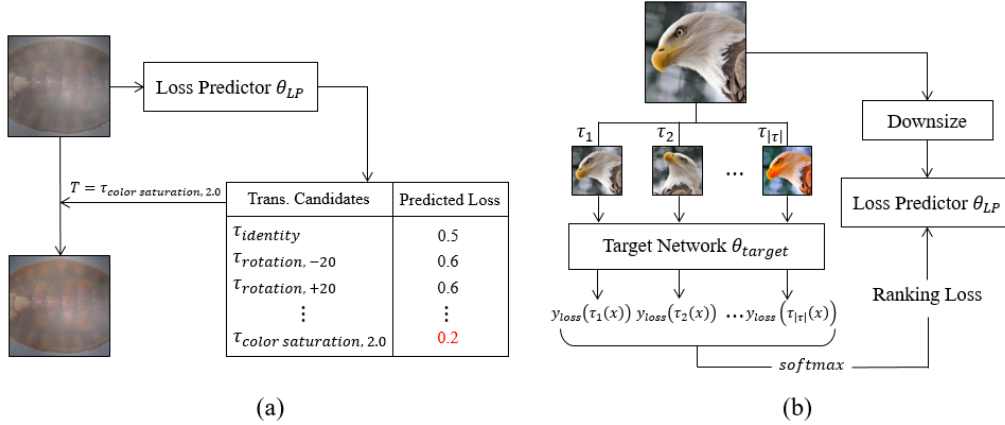 Loss Predictor θ_LP
T = τ_color saturation, 2.0
Trans. Candidates Predicted Loss
τ_identity 0.5
τ_rotation, −20 0.6
τ_rotation, +20 0.6
⋮ ⋮
τ_color saturation, 2.0 0.2
(a)
τ_1 τ_2 τ_|τ|
...
Downsize
Loss Predictor θ_LP
Target Network θ_target
y_loss(τ_1(x)) y_loss(τ_2(x)) ... y_loss(τ_|τ|(x))
Ranking Loss
softmax
(b)